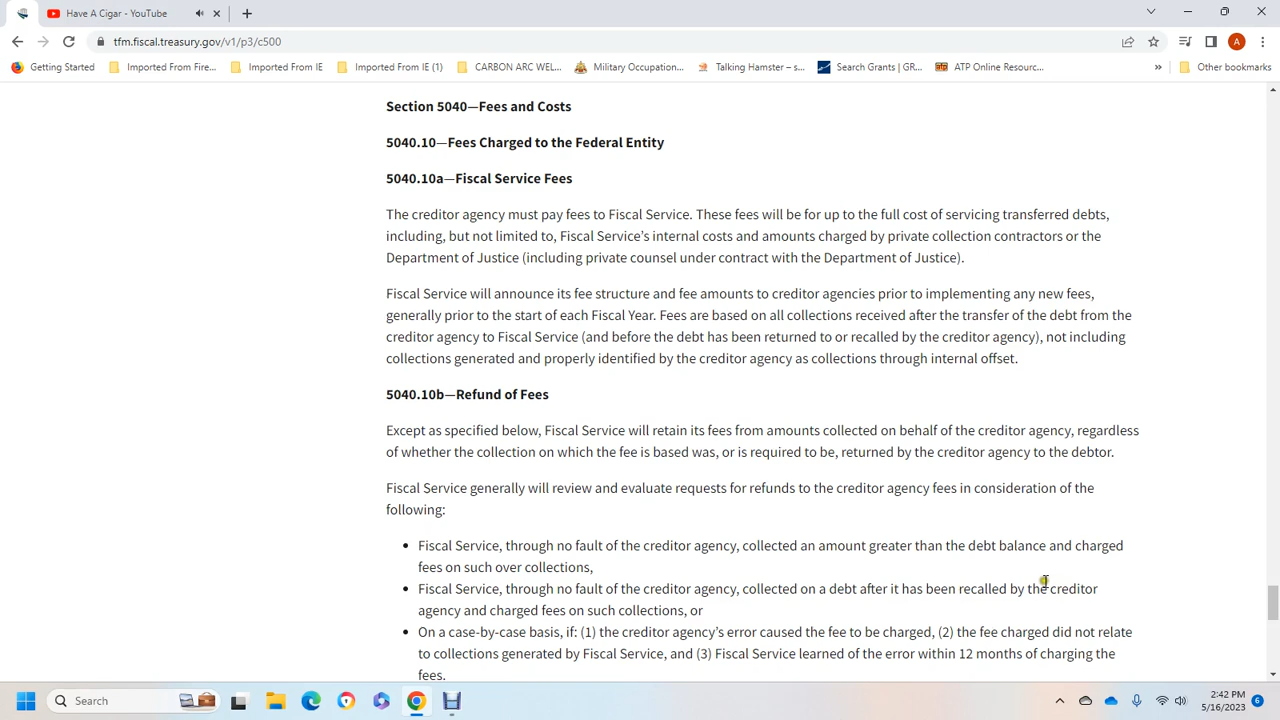 Have A Cigar - YouTube
tfm.fiscal.treasury.gov/v1/p3/c500
A
Getting Started
Imported From Fire...
Imported From IE
Imported From IE (1)
CARBON ARC WEL...
Military Occupation...
Talking Hamster – s...
Search Grants | GR...
ATP Online Resourc...
»
Other bookmarks
Section 5040—Fees and Costs
5040.10—Fees Charged to the Federal Entity
5040.10a—Fiscal Service Fees
The creditor agency must pay fees to Fiscal Service. These fees will be for up to the full cost of servicing transferred debts,
including, but not limited to, Fiscal Service’s internal costs and amounts charged by private collection contractors or the
Department of Justice (including private counsel under contract with the Department of Justice).
Fiscal Service will announce its fee structure and fee amounts to creditor agencies prior to implementing any new fees,
generally prior to the start of each Fiscal Year. Fees are based on all collections received after the transfer of the debt from the
creditor agency to Fiscal Service (and before the debt has been returned to or recalled by the creditor agency), not including
collections generated and properly identified by the creditor agency as collections through internal offset.
5040.10b—Refund of Fees
Except as specified below, Fiscal Service will retain its fees from amounts collected on behalf of the creditor agency, regardless
of whether the collection on which the fee is based was, or is required to be, returned by the creditor agency to the debtor.
Fiscal Service generally will review and evaluate requests for refunds to the creditor agency fees in consideration of the
following:
• Fiscal Service, through no fault of the creditor agency, collected an amount greater than the debt balance and charged
fees on such over collections,
• Fiscal Service, through no fault of the creditor agency, collected on a debt after it has been recalled by the creditor
agency and charged fees on such collections, or
• On a case-by-case basis, if: (1) the creditor agency’s error caused the fee to be charged, (2) the fee charged did not relate
to collections generated by Fiscal Service, and (3) Fiscal Service learned of the error within 12 months of charging the
fees.
Search
2:42 PM
5/16/2023
6